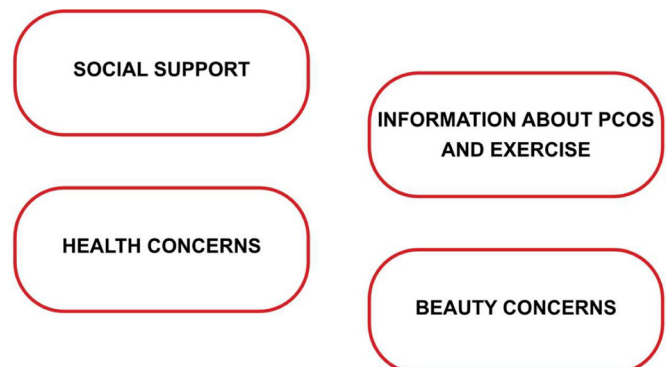 SOCIAL SUPPORT
INFORMATION ABOUT PCOS
AND EXERCISE
HEALTH CONCERNS
BEAUTY CONCERNS